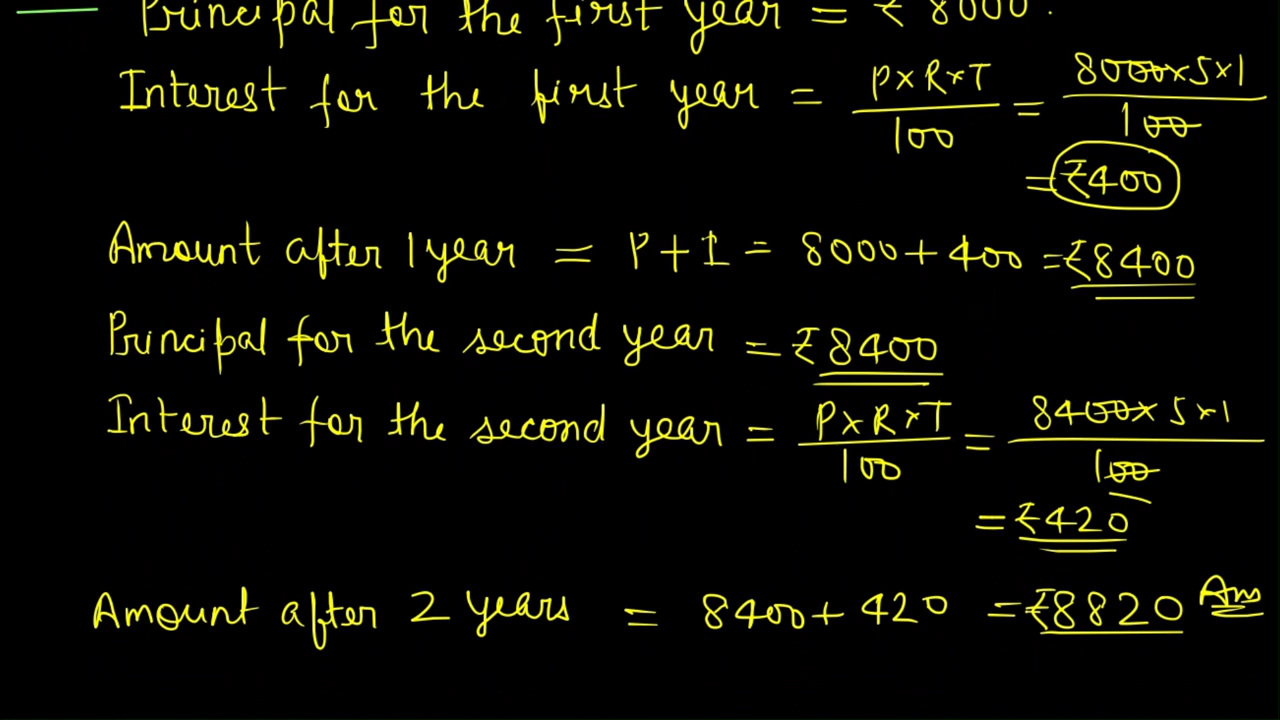 Principal for the first year = ₹ 8000.
Interest for the first year = P×R×T/100 = 8000×5×1/100
= ₹400
Amount after 1 year = P+I = 8000+400 = ₹8400
Principal for the second year = ₹8400
Interest for the second year = P×R×T/100 = 8400×5×1/100
= ₹420
Amount after 2 years = 8400+420 = ₹8820 Ans